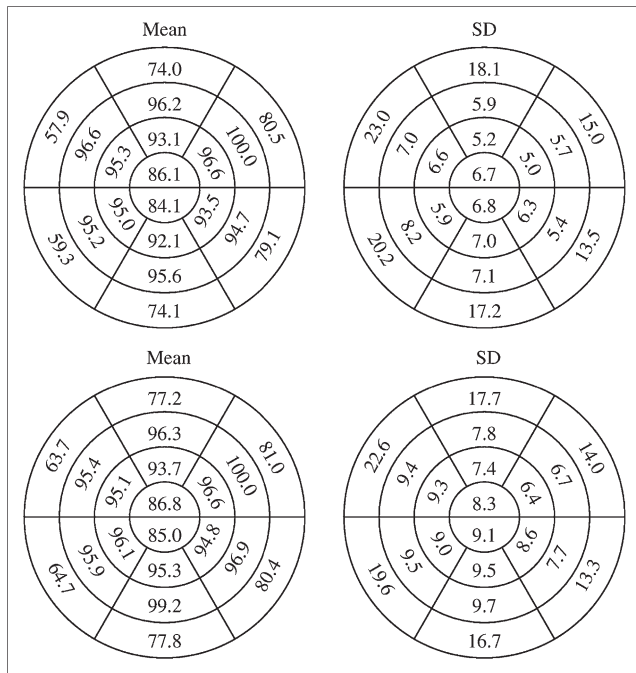 Mean SD
74.0 18.1
57.9 96.2 80.5 23.0 5.9 15.0
96.6 93.1 100.0 7.0 5.2 5.7
95.3 96.6 6.6 5.0
86.1 6.7
84.1 6.8
95.0 93.5 5.9 6.3
95.2 92.1 94.7 8.2 7.0 5.4
59.3 95.6 79.1 20.2 7.1 13.5
74.1 17.2
Mean SD
77.2 17.7
63.7 96.3 81.0 22.6 7.8 14.0
95.4 93.7 100.0 9.4 7.4 6.7
95.1 96.6 9.3 6.4
86.8 8.3
85.0 9.1
96.1 94.8 9.0 8.6
95.9 95.3 96.9 9.5 9.5 7.7
64.7 99.2 80.4 19.6 9.7 13.3
77.8 16.7